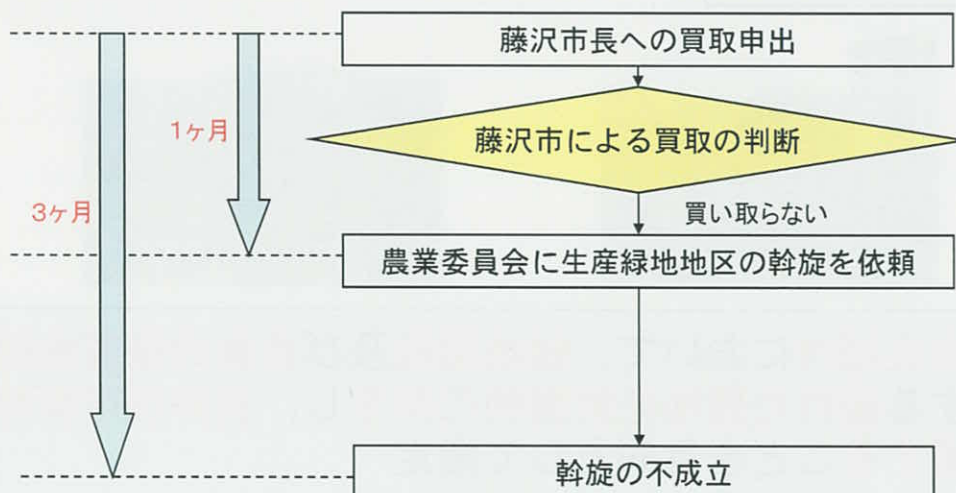 藤沢市長への買取申出
1ヶ月
藤沢市による買取の判断
3ヶ月
買い取らない
農業委員会に生産緑地地区の斡旋を依頼
斡旋の不成立